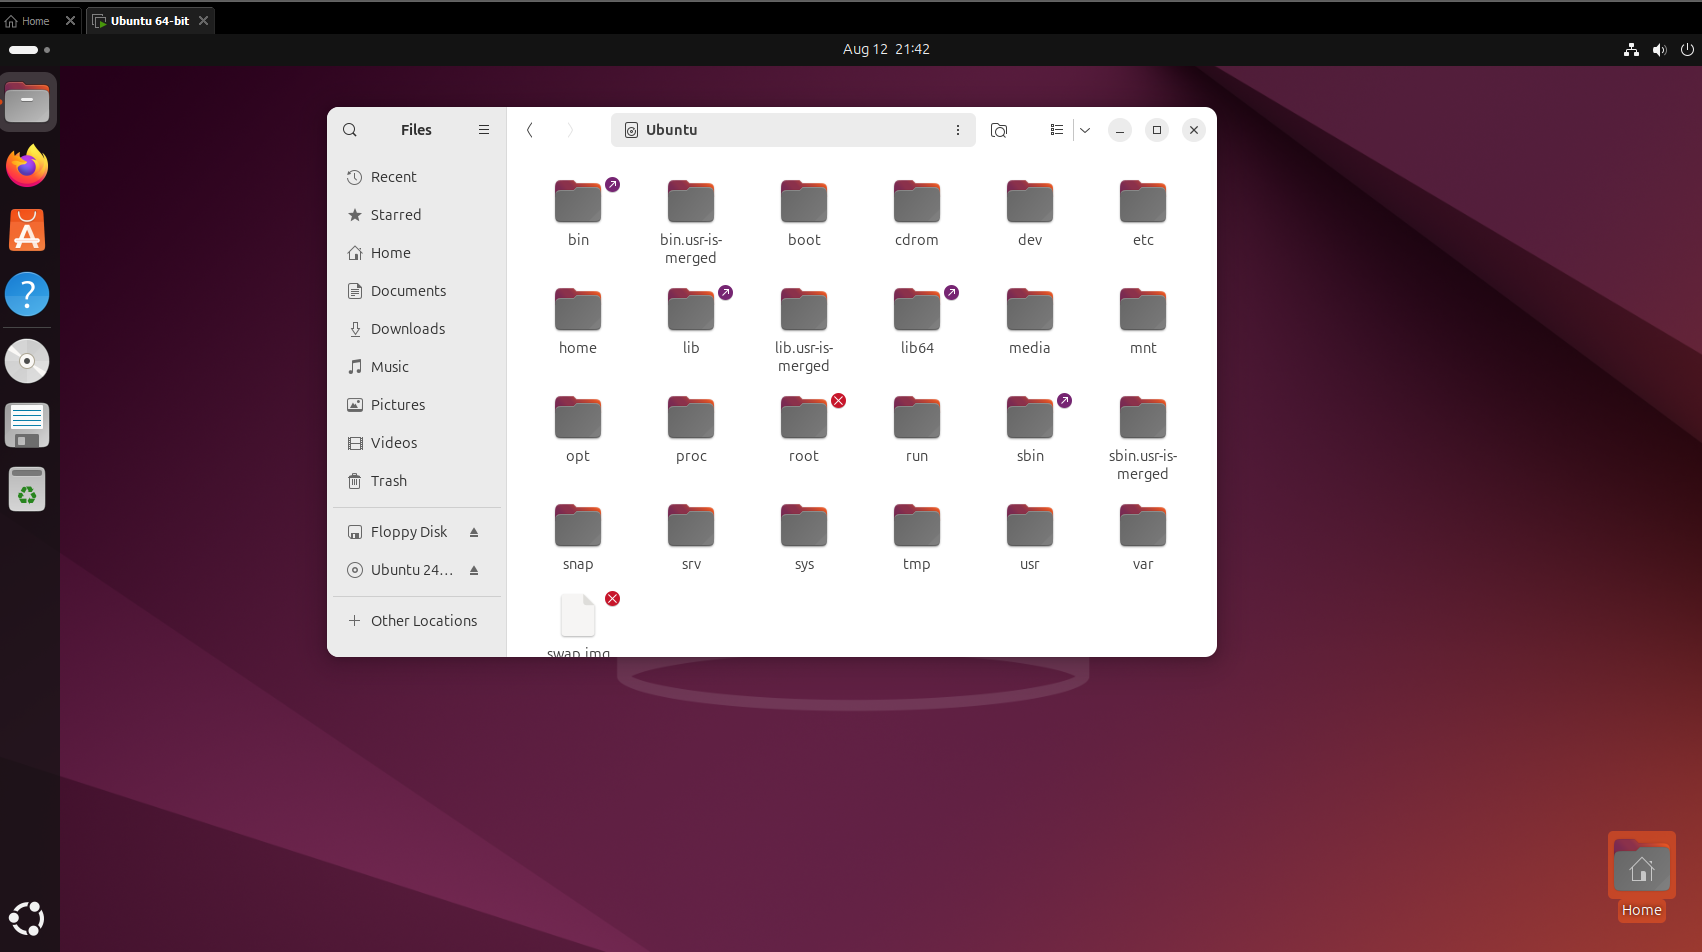 Home
Ubuntu 64-bit
Aug 12 21:42
Files
Ubuntu
Recent
Starred
Home
Documents
Downloads
Music
Pictures
Videos
Trash
Floppy Disk
Ubuntu 24…
Other Locations
bin
bin.usr-is-
merged
boot
cdrom
dev
etc
home
lib
lib.usr-is-
merged
lib64
media
mnt
opt
proc
root
run
sbin
sbin.usr-is-
merged
snap
srv
sys
tmp
usr
var
swap.img
Home